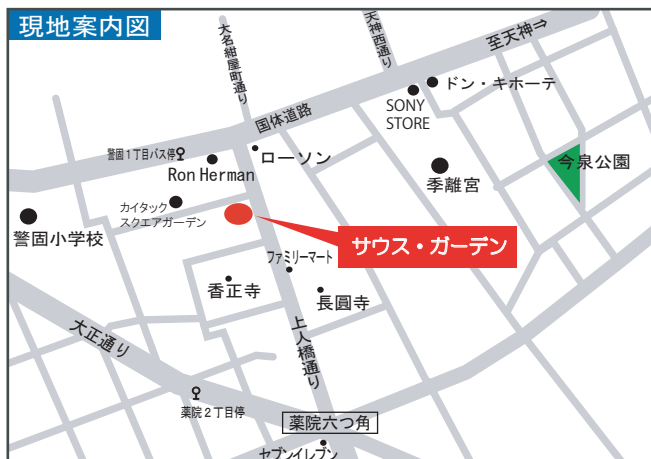 現地案内図
大名紺屋町通り
天神西通り
至天神⇒
ドン・キホーテ
SONY
STORE
国体道路
警固1丁目バス停
ローソン
Ron Herman
今泉公園
季離宮
カイタック
スクエアガーデン
警固小学校
サウス・ガーデン
ファミリーマート
香正寺
長圓寺
上人橋通り
大正通り
薬院2丁目停
薬院六つ角
セブンイレブン